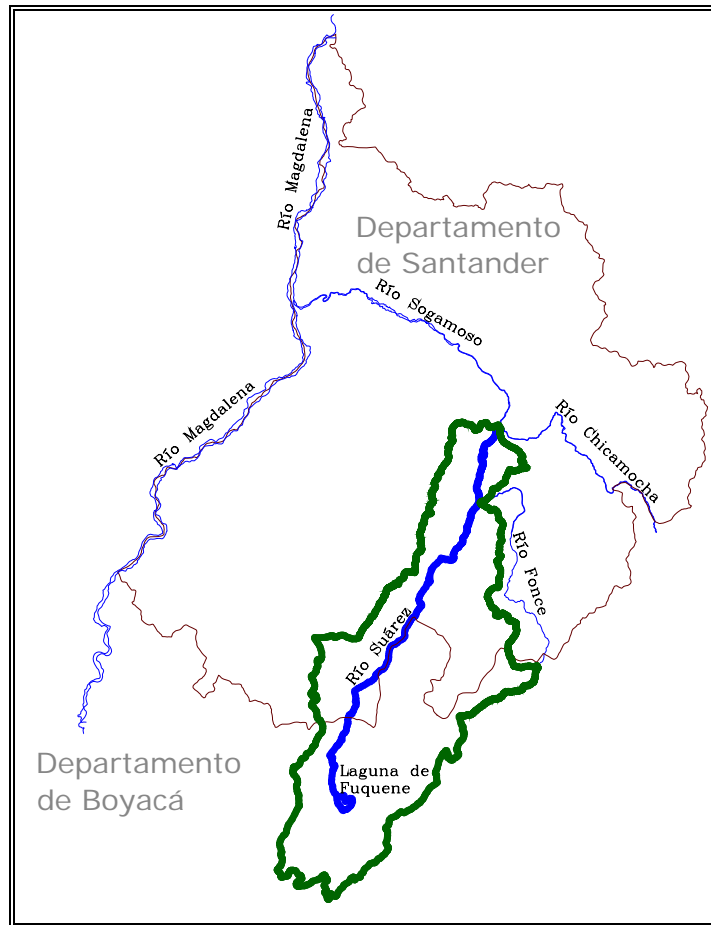 Río Magdalena
Departamento
de Santander
Río Sogamoso
Río Magdalena
Río Chicamocha
Río Fonce
Río Suárez
Departamento
de Boyacá
Laguna de
Fuquene